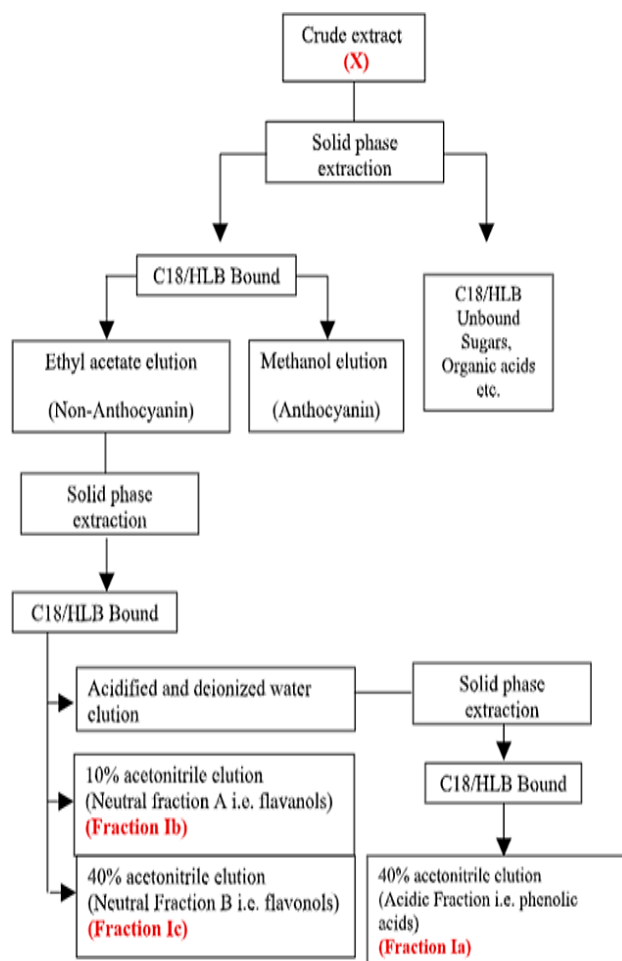 Crude extract
(X)
Solid phase
extraction
C18/HLB Bound
C18/HLB
Unbound
Sugars,
Organic acids
etc.
Ethyl acetate elution
(Non-Anthocyanin)
Methanol elution
(Anthocyanin)
Solid phase
extraction
C18/HLB Bound
Acidified and deionized water
elution
Solid phase
extraction
10% acetonitrile elution
(Neutral fraction A i.e. flavanols)
(Fraction Ib)
C18/HLB Bound
40% acetonitrile elution
(Neutral Fraction B i.e. flavonols)
(Fraction Ic)
40% acetonitrile elution
(Acidic Fraction i.e. phenolic
acids)
(Fraction Ia)